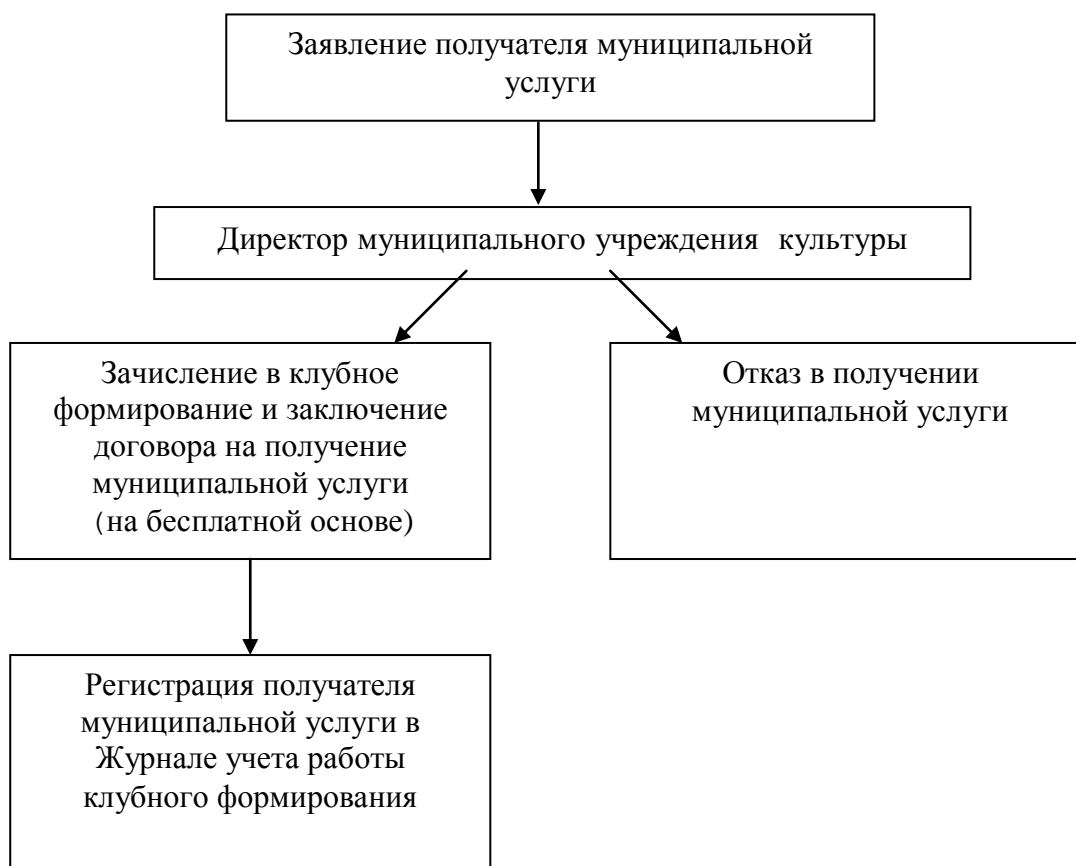 Заявление получателя муниципальной
услуги
Директор муниципального учреждения культуры
Зачисление в клубное
формирование и заключение
договора на получение
муниципальной услуги
(на бесплатной основе)
Отказ в получении
муниципальной услуги
Регистрация получателя
муниципальной услуги в
Журнале учета работы
клубного формирования